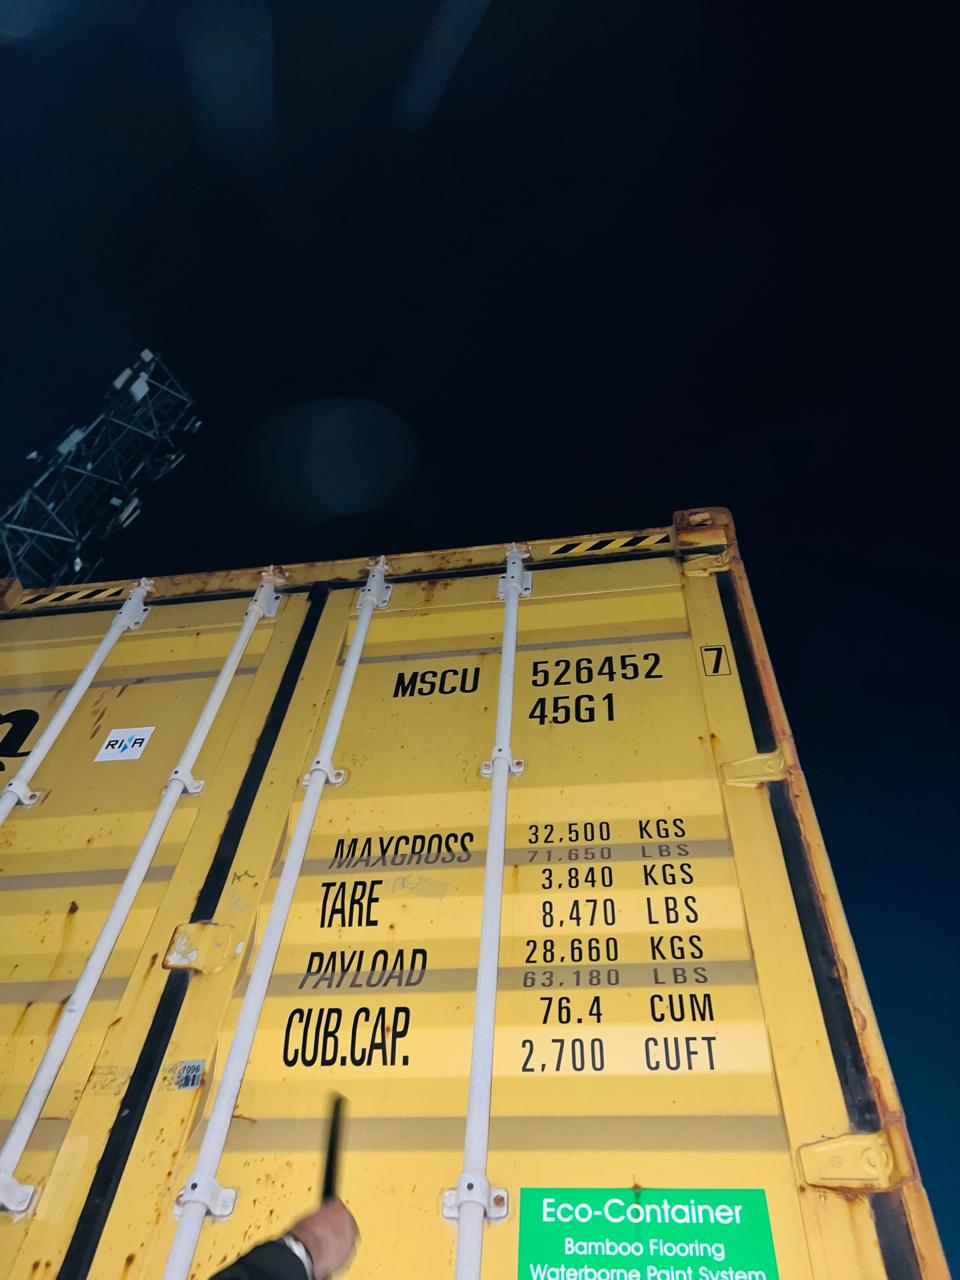 MSCU 526452 7
45G1
RINA
MAXGROSS 32,500 KGS
71,650 LBS
TARE 3,840 KGS
8,470 LBS
PAYLOAD 28,660 KGS
63,180 LBS
CUB.CAP. 76.4 CUM
2,700 CUFT
7096
Eco-Container
Bamboo Flooring
Waterborne Paint System